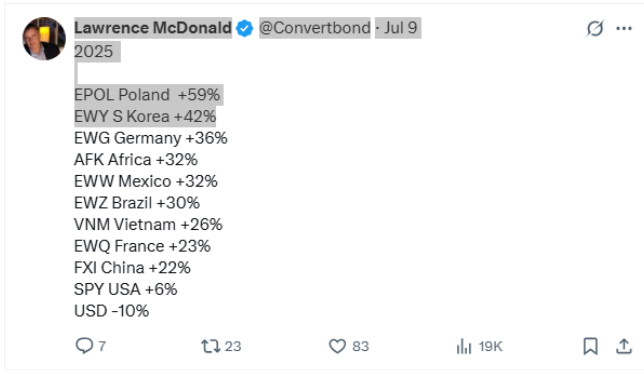 Lawrence McDonald @Convertbond · Jul 9
2025
EPOL Poland +59%
EWY S Korea +42%
EWG Germany +36%
AFK Africa +32%
EWW Mexico +32%
EWZ Brazil +30%
VNM Vietnam +26%
EWQ France +23%
FXI China +22%
SPY USA +6%
USD -10%
7 23 83 19K